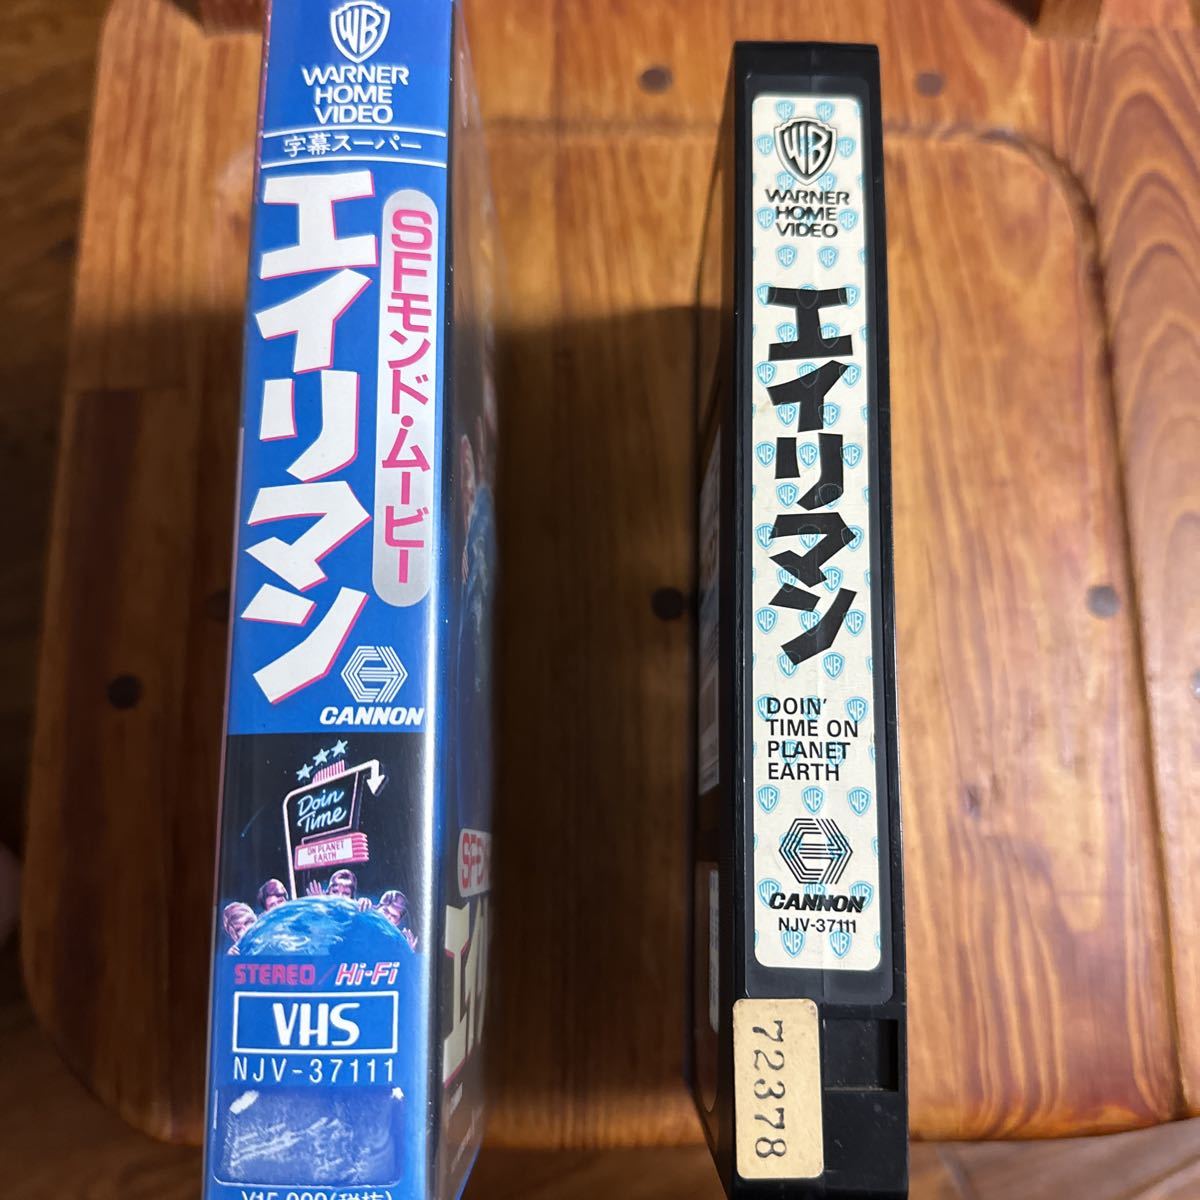 WB
WARNER
HOME
VIDEO
字幕スーパー
エイリマン
SFモンド・ムービー
CANNON
Doin'
Time
ON PLANET
EARTH
STEREO/Hi-Fi
VHS
NJV-37111
WB
WARNER
HOME
VIDEO
エイリマン
DOIN'
TIME ON
PLANET
EARTH
CANNON
NJV-37111
72378